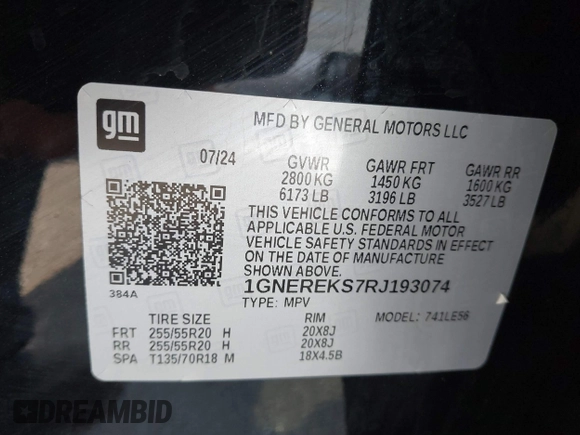 gm
MFD BY GENERAL MOTORS LLC
07/24 GVWR GAWR FRT GAWR RR
2800 KG 1450 KG 1600 KG
6173 LB 3196 LB 3527 LB
THIS VEHICLE CONFORMS TO ALL
APPLICABLE U.S. FEDERAL MOTOR
VEHICLE SAFETY STANDARDS IN EFFECT
ON THE DATE OF MANUFACTURE
SHOWN ABOVE.
384A
1GNEREKS7RJ193074
TYPE: MPV MODEL: 741LE56
TIRE SIZE RIM
FRT 255/55R20 H 20X8J
RR 255/55R20 H 20X8J
SPA T135/70R18 M 18X4.5B
DREAMBID